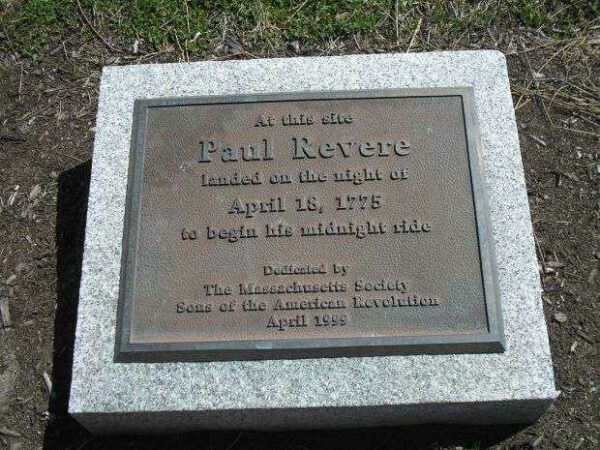 At this site
Paul Revere
landed on the night of
April 18, 1775
to begin his midnight ride
Dedicated by
The Massachusetts Society
Sons of the American Revolution
April 1999